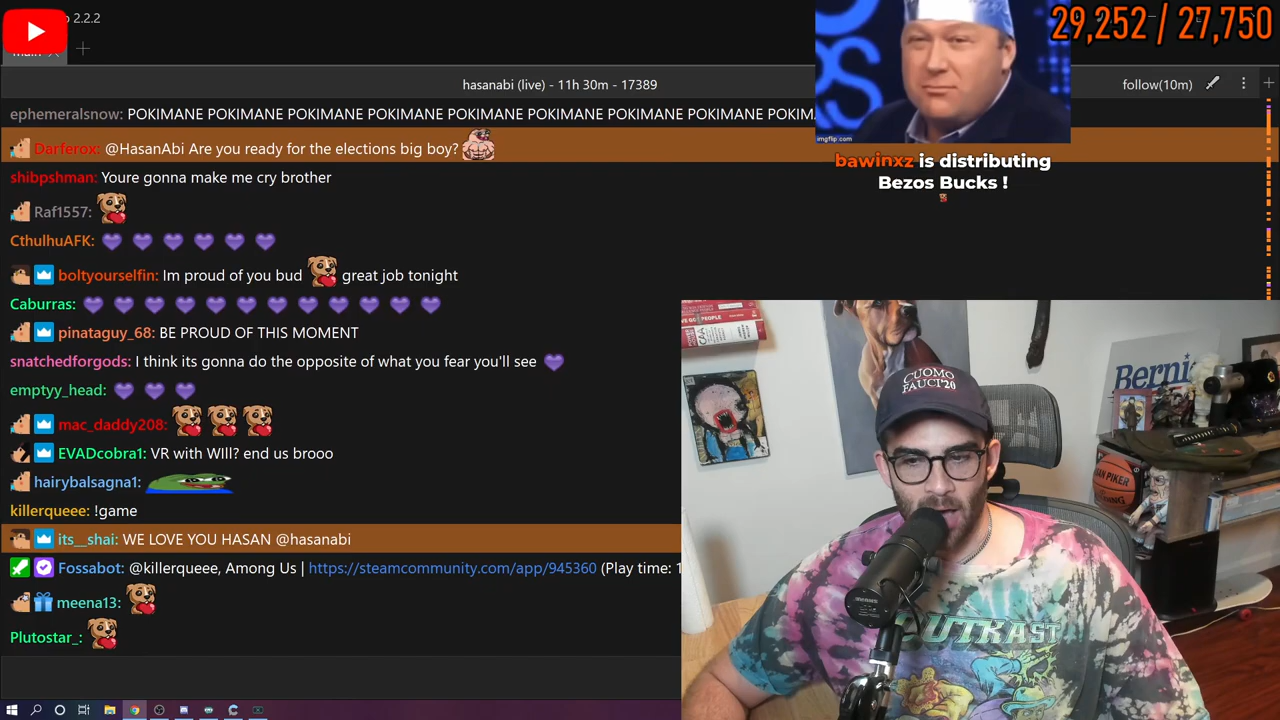 2.2.2
29,252 / 27,750
hasanabi (live) - 11h 30m - 17389
follow(10m)
ephemeralsnow: POKIMANE POKIMANE POKIMANE POKIMANE POKIMANE POKIMANE POKIMANE POKIMANE POKIM
Darferox: @HasanAbi Are you ready for the elections big boy?
shibpshman: Youre gonna make me cry brother
Raf1557:
CthulhuAFK:
boltyourselfin: Im proud of you bud great job tonight
Caburras:
pinataguy_68: BE PROUD OF THIS MOMENT
snatchedforgods: I think its gonna do the opposite of what you fear you'll see
emptyy_head:
mac_daddy208:
EVADcobra1: VR with WIll? end us brooo
hairybalsagna1:
killerqueee: !game
its__shai: WE LOVE YOU HASAN @hasanabi
Fossabot: @killerqueee, Among Us | https://steamcommunity.com/app/945360 (Play time: 1
meena13:
Plutostar_:
imgflip.com
bawinxz is distributing
Bezos Bucks !
CUOMO
FAUCI'20
Bernie
OUTKAST